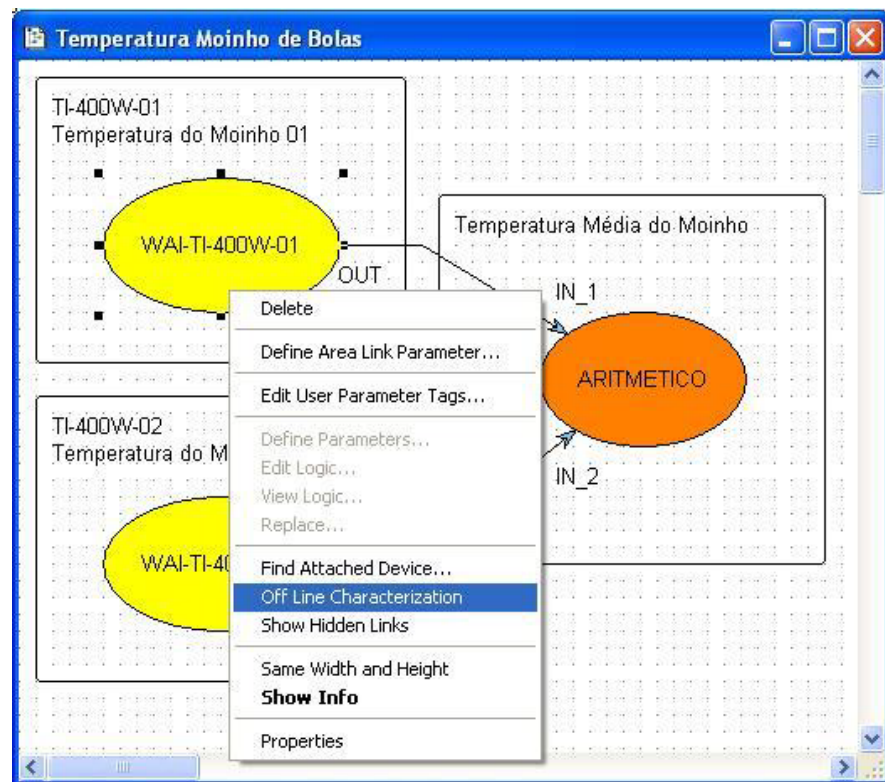 Temperatura Moinho de Bolas
TI-400W-01
Temperatura do Moinho 01
WAI-TI-400W-01
OUT
Temperatura Média do Moinho
IN_1
ARITMETICO
IN_2
TI-400W-02
Temperatura do M
WAI-TI-40
Delete
Define Area Link Parameter...
Edit User Parameter Tags...
Define Parameters...
Edit Logic...
View Logic...
Replace...
Find Attached Device...
Off Line Characterization
Show Hidden Links
Same Width and Height
Show Info
Properties